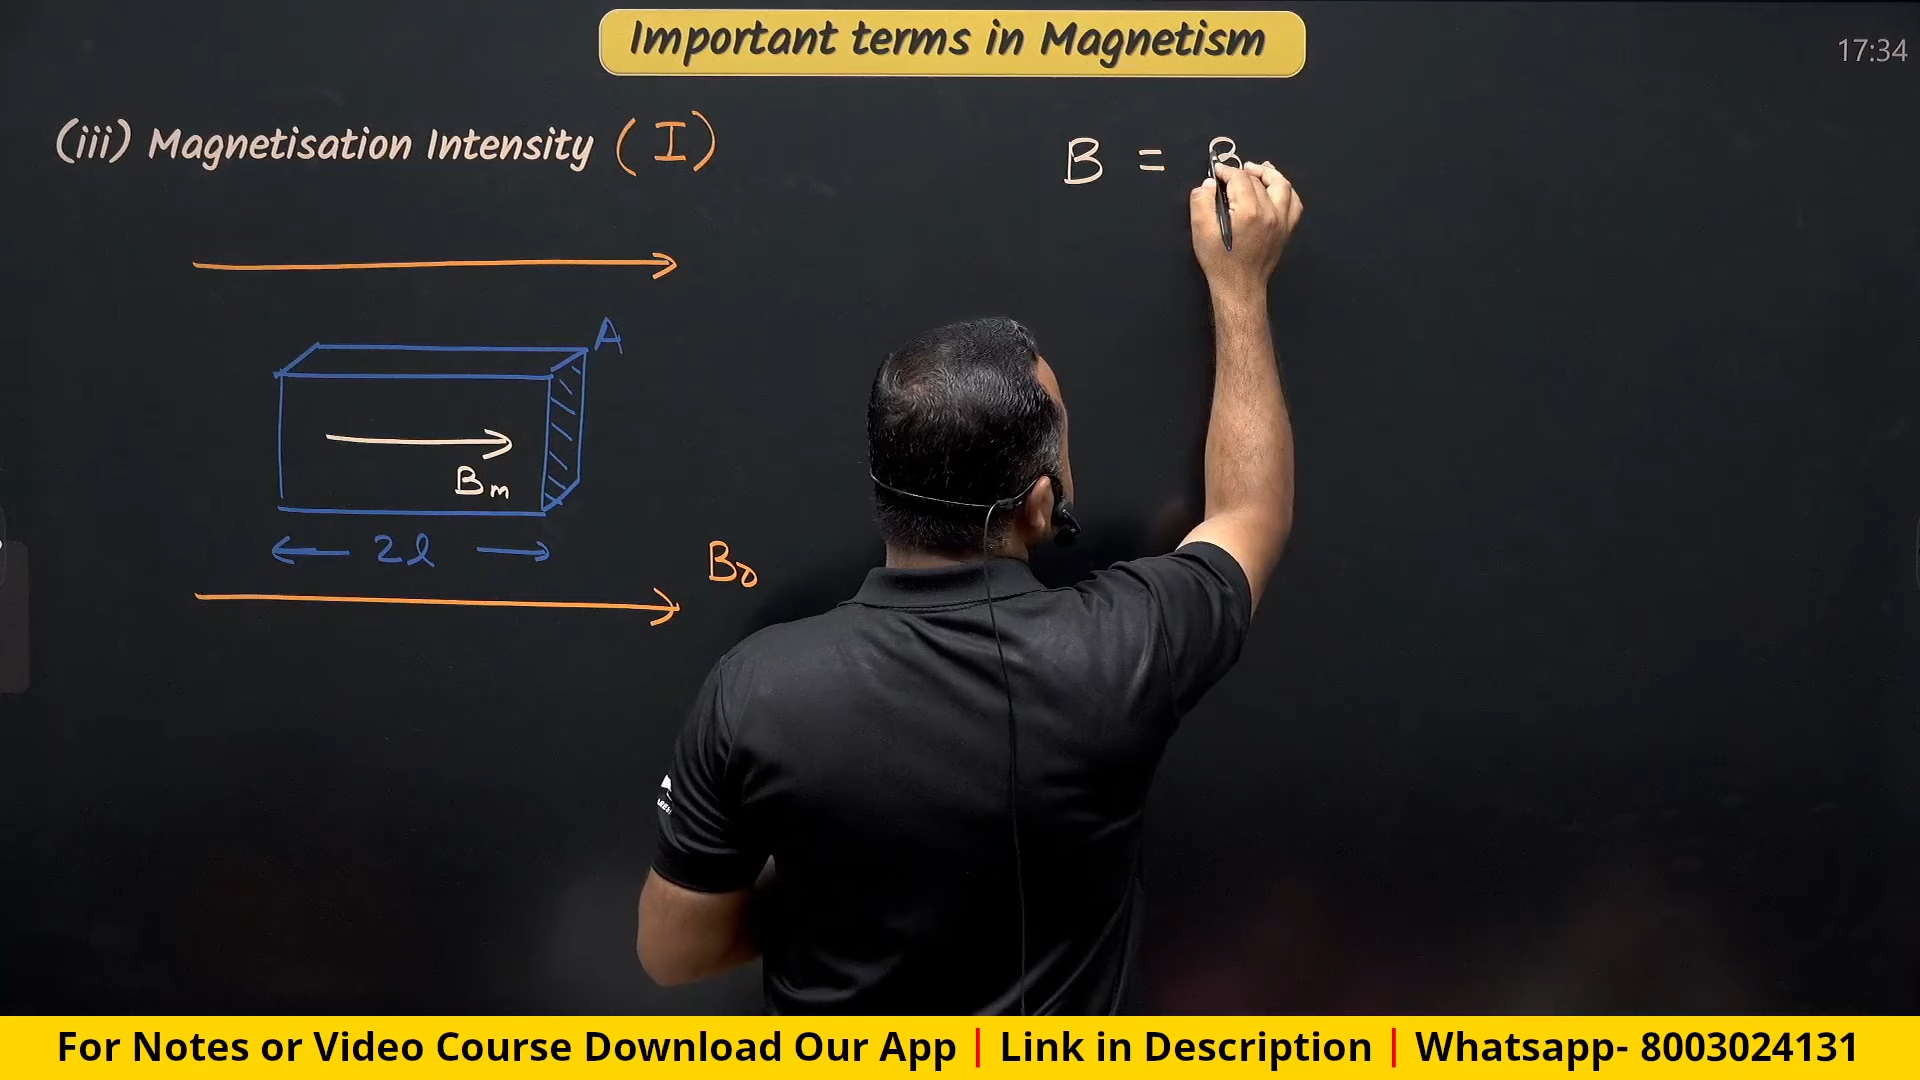 Important terms in Magnetism
17:34
(iii) Magnetisation Intensity (I)
B = B
A
Bm
2l
B0
For Notes or Video Course Download Our App | Link in Description | Whatsapp- 8003024131